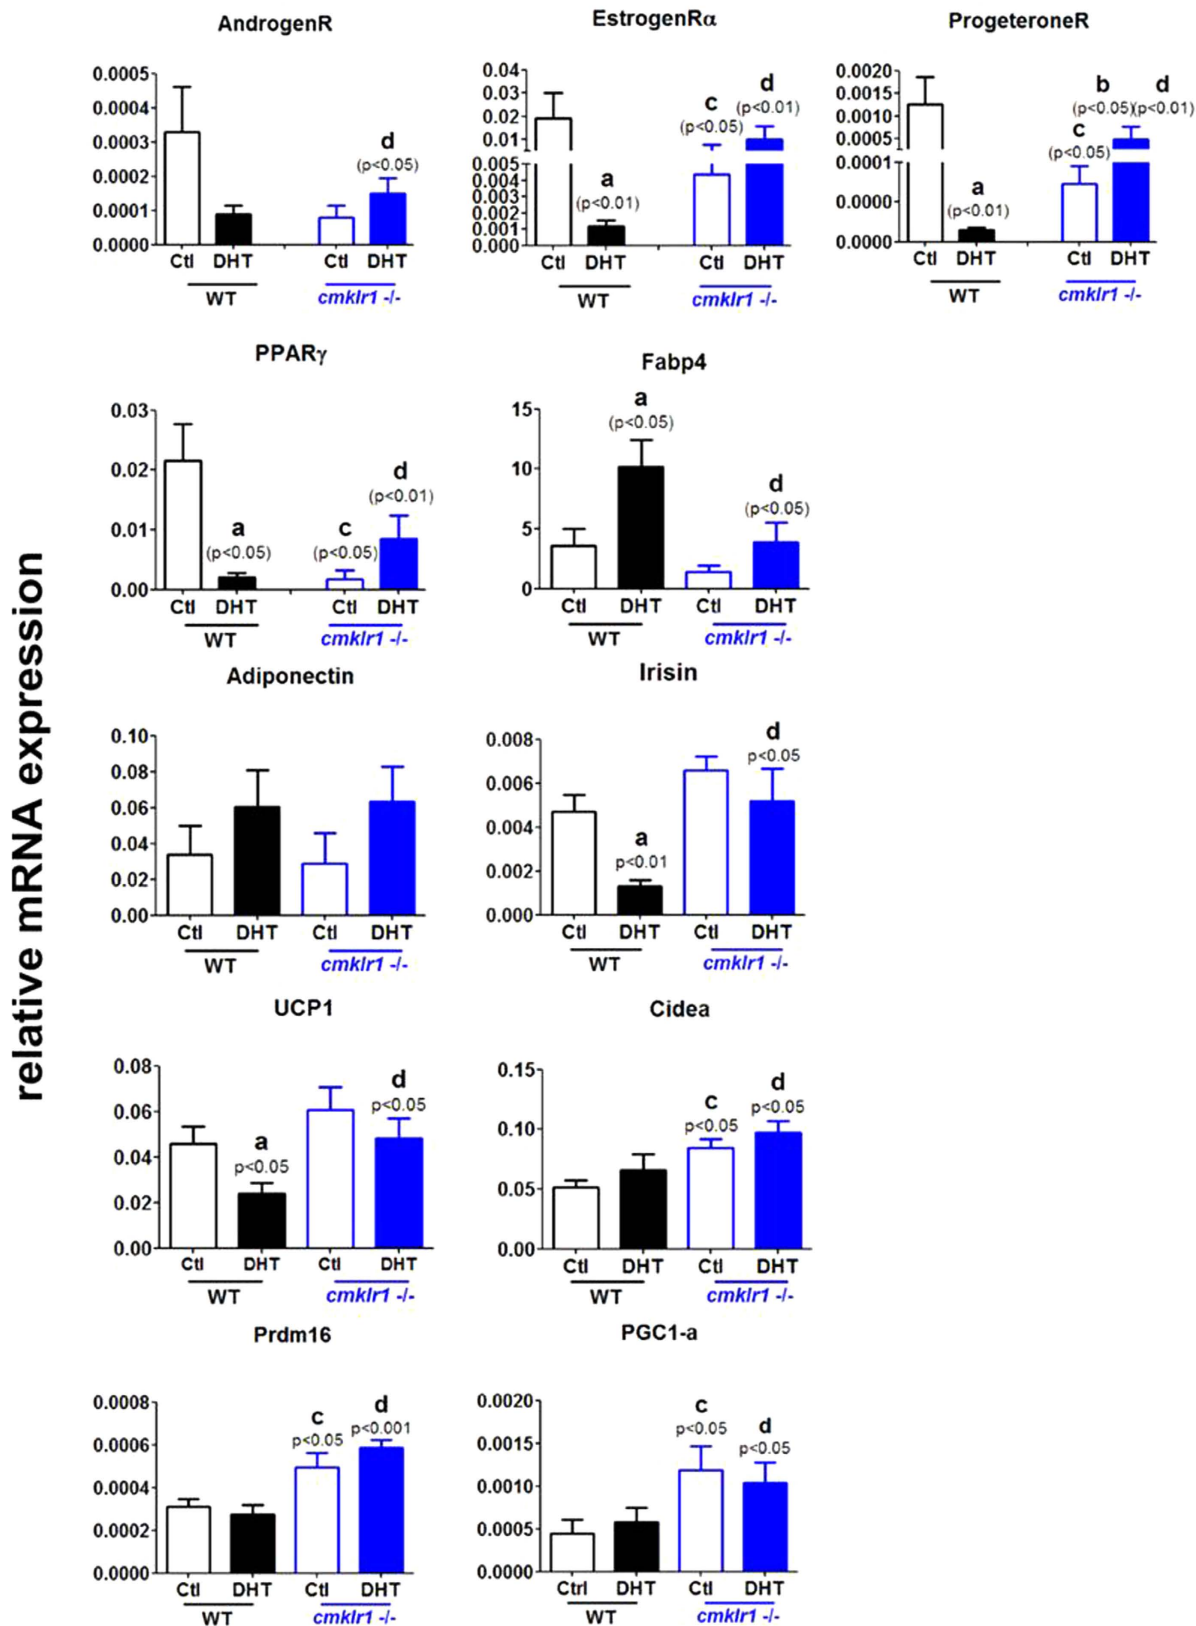 AndrogenR
EstrogenRα
ProgeteroneR
0.0005
0.0004
0.0003
0.0002
0.0001
0.0000
d
(p<0.05)
Ctl DHT Ctl DHT
WT cmklr1 -/-
0.04
0.03
0.02
0.01
0.005
0.004
0.003
0.002
0.001
0.000
a
(p<0.01)
c
(p<0.05)
d
(p<0.01)
Ctl DHT Ctl DHT
WT cmklr1 -/-
0.0020
0.0015
0.0010
0.0005
0.0001
0.0000
0.0000
a
(p<0.01)
c
(p<0.05)
b d
(p<0.05)(p<0.01)
Ctl DHT Ctl DHT
WT cmklr1 -/-
relative mRNA expression
PPARγ
0.03
0.02
0.01
0.00
a
(p<0.05)
c
(p<0.05)
d
(p<0.01)
Ctl DHT Ctl DHT
WT cmklr1 -/-
Fabp4
15
10
5
0
a
(p<0.05)
d
(p<0.05)
Ctl DHT Ctl DHT
WT cmklr1 -/-
Adiponectin
0.10
0.08
0.06
0.04
0.02
0.00
Ctl DHT Ctl DHT
WT cmklr1 -/-
Irisin
0.008
0.006
0.004
0.002
0.000
a
p<0.01
d
p<0.05
Ctl DHT Ctl DHT
WT cmklr1 -/-
UCP1
0.08
0.06
0.04
0.02
0.00
a
p<0.05
d
p<0.05
Ctl DHT Ctl DHT
WT cmklr1 -/-
Cidea
0.15
0.10
0.05
0.00
c
p<0.05
d
p<0.05
Ctl DHT Ctl DHT
WT cmklr1 -/-
Prdm16
0.0008
0.0006
0.0004
0.0002
0.0000
c
p<0.05
d
p<0.001
Ctl DHT Ctl DHT
WT cmklr1 -/-
PGC1-a
0.0020
0.0015
0.0010
0.0005
0.0000
c
p<0.05
d
p<0.05
Ctrl DHT Ctl DHT
WT cmklr1 -/-